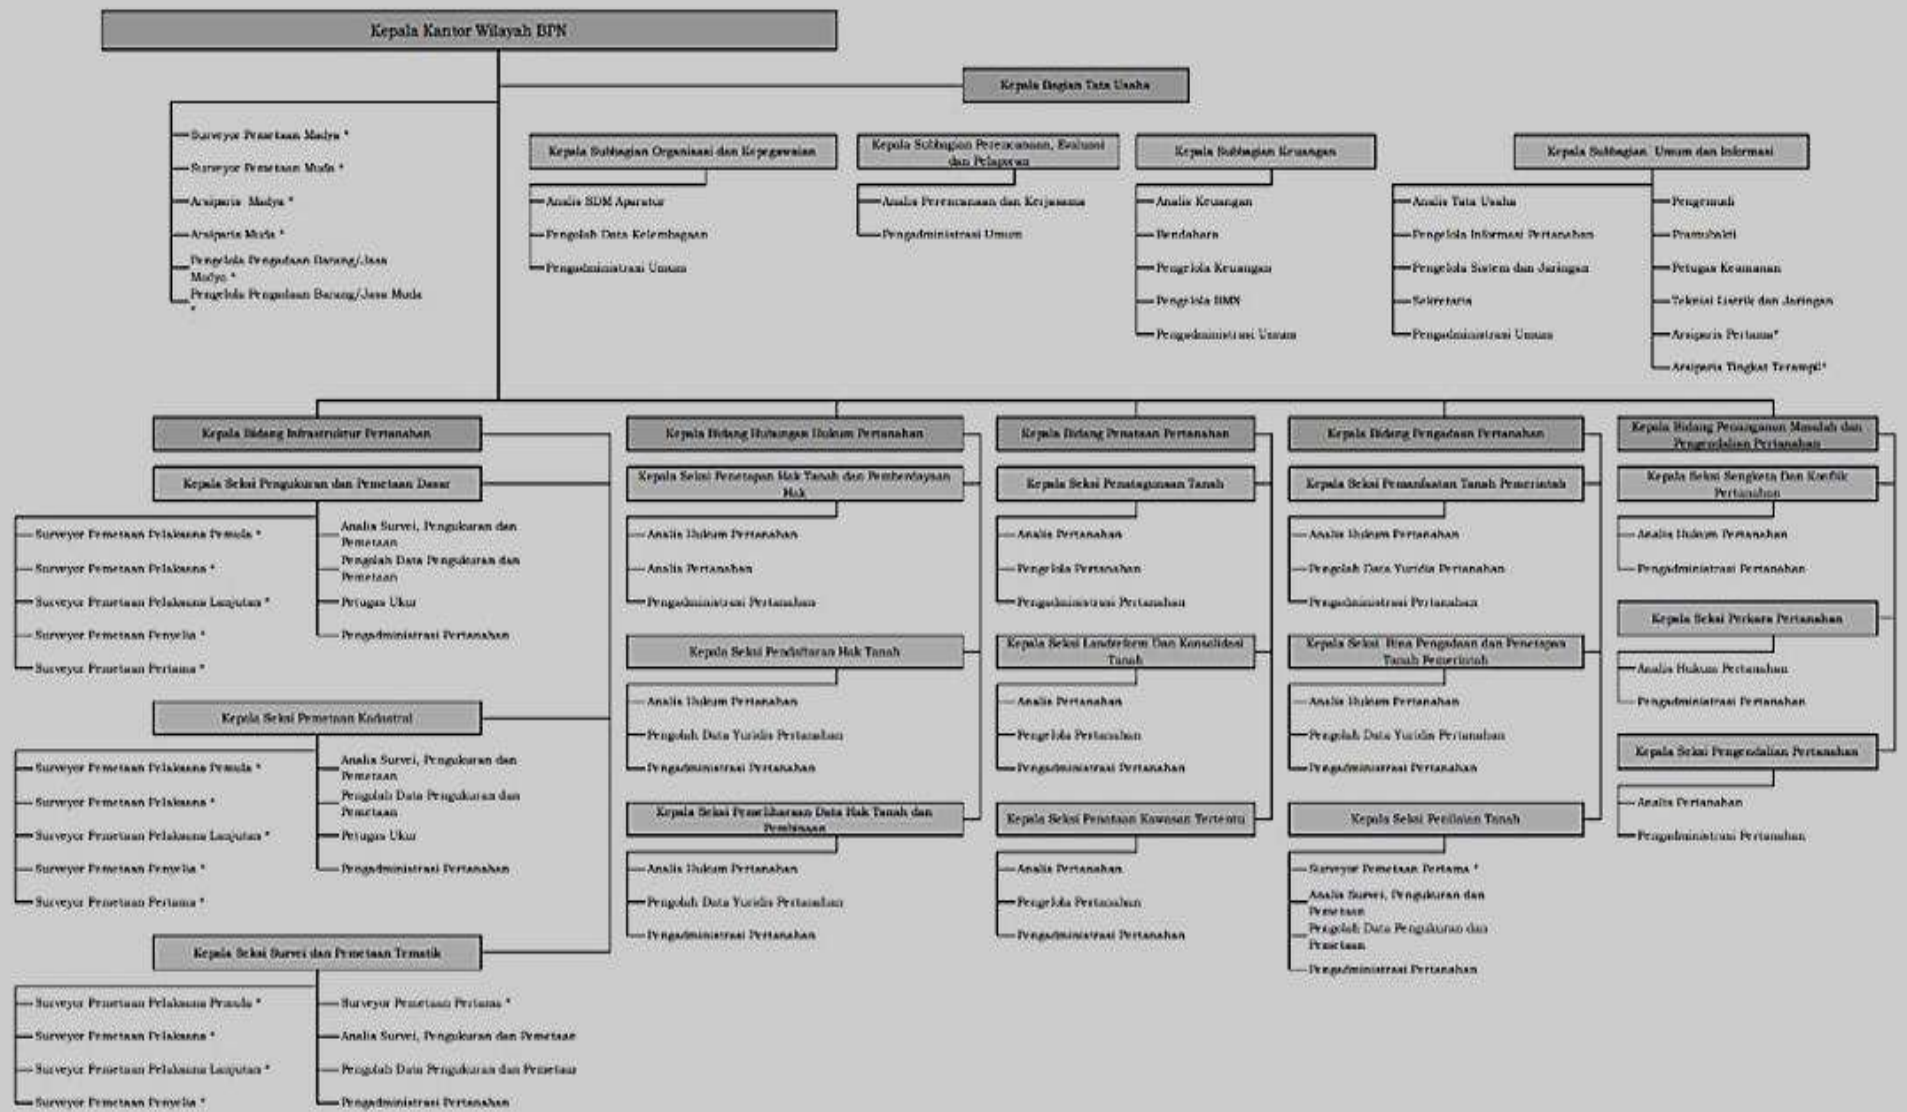 Kepala Kantor Wilayah BPN
Kepala Bagian Tata Usaha
Surveyor Pemetaan Madya *
Surveyor Pemetaan Muda *
Arsiparis Madya *
Arsiparis Muda *
Pengelola Pengadaan Barang/Jasa
Madya *
Pengelola Pengadaan Barang/Jasa Muda
*
Kepala Subbagian Organisasi dan Kepegawaian
Analis SDM Aparatur
Pengolah Data Kelembagaan
Pengadministrasi Umum
Kepala Subbagian Perencanaan, Evaluasi
dan Pelaporan
Analis Perencanaan dan Kerjasama
Pengadministrasi Umum
Kepala Subbagian Keuangan
Analis Keuangan
Bendahara
Pengelola Keuangan
Pengelola BMN
Pengadministrasi Umum
Kepala Subbagian Umum dan Informasi
Analis Tata Usaha
Pengelola Informasi Pertanahan
Pengelola Sistem dan Jaringan
Sekretaris
Pengadministrasi Umum
Pengemudi
Pramubakti
Petugas Keamanan
Teknisi Listrik dan Jaringan
Arsiparis Pertama*
Arsiparis Tingkat Terampil*
Kepala Bidang Infrastruktur Pertanahan
Kepala Seksi Pengukuran dan Pemetaan Dasar
Surveyor Pemetaan Pelaksana Pemula *
Surveyor Pemetaan Pelaksana *
Surveyor Pemetaan Pelaksana Lanjutan *
Surveyor Pemetaan Penyelia *
Surveyor Pemetaan Pertama *
Analis Survei, Pengukuran dan
Pemetaan
Pengolah Data Pengukuran dan
Pemetaan
Petugas Ukur
Pengadministrasi Pertanahan
Kepala Seksi Pemetaan Kadastral
Surveyor Pemetaan Pelaksana Pemula *
Surveyor Pemetaan Pelaksana *
Surveyor Pemetaan Pelaksana Lanjutan *
Surveyor Pemetaan Penyelia *
Surveyor Pemetaan Pertama *
Analis Survei, Pengukuran dan
Pemetaan
Pengolah Data Pengukuran dan
Pemetaan
Petugas Ukur
Pengadministrasi Pertanahan
Kepala Seksi Survei dan Pemetaan Tematik
Surveyor Pemetaan Pelaksana Pemula *
Surveyor Pemetaan Pelaksana *
Surveyor Pemetaan Pelaksana Lanjutan *
Surveyor Pemetaan Penyelia *
Surveyor Pemetaan Pertama *
Analis Survei, Pengukuran dan Pemetaan
Pengolah Data Pengukuran dan Pemetaan
Pengadministrasi Pertanahan
Kepala Bidang Hubungan Hukum Pertanahan
Kepala Seksi Penetapan Hak Tanah dan Pemberdayaan
Hak
Analis Hukum Pertanahan
Analis Pertanahan
Pengadministrasi Pertanahan
Kepala Seksi Pendaftaran Hak Tanah
Analis Hukum Pertanahan
Pengolah Data Yuridis Pertanahan
Pengadministrasi Pertanahan
Kepala Seksi Pemeliharaan Data Hak Tanah dan
Pembinaan
Analis Hukum Pertanahan
Pengolah Data Yuridis Pertanahan
Pengadministrasi Pertanahan
Kepala Bidang Penataan Pertanahan
Kepala Seksi Penatagunaan Tanah
Analis Pertanahan
Pengelola Pertanahan
Pengadministrasi Pertanahan
Kepala Seksi Landreform Dan Konsolidasi
Tanah
Analis Pertanahan
Pengelola Pertanahan
Pengadministrasi Pertanahan
Kepala Seksi Penataan Kawasan Tertentu
Analis Pertanahan
Pengelola Pertanahan
Pengadministrasi Pertanahan
Kepala Bidang Pengadaan Pertanahan
Kepala Seksi Pemanfaatan Tanah Pemerintah
Analis Hukum Pertanahan
Pengolah Data Yuridis Pertanahan
Pengadministrasi Pertanahan
Kepala Seksi Bina Pengadaan dan Penetapan
Tanah Pemerintah
Analis Hukum Pertanahan
Pengolah Data Yuridis Pertanahan
Pengadministrasi Pertanahan
Kepala Seksi Penilaian Tanah
Surveyor Pemetaan Pertama *
Analis Survei, Pengukuran dan
Pemetaan
Pengolah Data Pengukuran dan
Pemetaan
Pengadministrasi Pertanahan
Kepala Bidang Penanganan Masalah dan
Pengendalian Pertanahan
Kepala Seksi Sengketa Dan Konflik
Pertanahan
Analis Hukum Pertanahan
Pengadministrasi Pertanahan
Kepala Seksi Perkara Pertanahan
Analis Hukum Pertanahan
Pengadministrasi Pertanahan
Kepala Seksi Pengendalian Pertanahan
Analis Pertanahan
Pengadministrasi Pertanahan